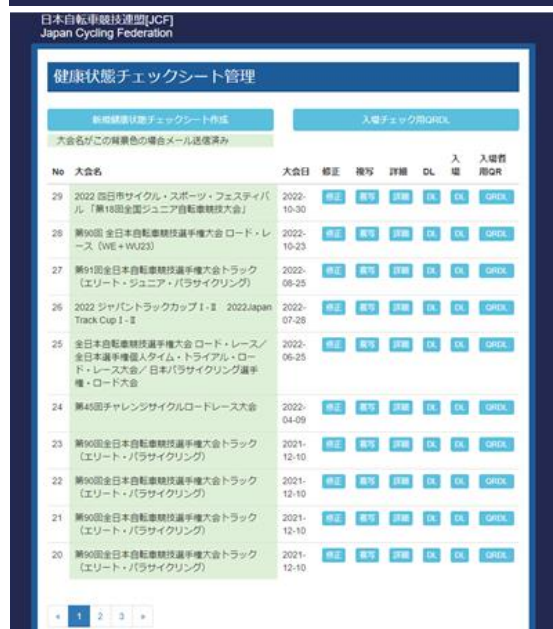 日本自転車競技連盟[JCF]
Japan Cycling Federation
健康状態チェックシート管理
新規健康状態チェックシート作成
入場チェック用QRDL
大会名がこの背景色の場合メール送信済み
No 大会名 大会日 修正 複写 詳細 DL 入場 入場者用QR
29 2022 四日市サイクル・スポーツ・フェスティバ 2022-
ル 「第18回全国ジュニア自転車競技大会」 10-30
修正 複写 詳細 DL DL QRDL
28 第90回 全日本自転車競技選手権大会 ロード・レ 2022-
ース（WE + WU23） 10-23
修正 複写 詳細 DL DL QRDL
27 第91回全日本自転車競技選手権大会トラック 2022-
（エリート・ジュニア・パラサイクリング） 08-25
修正 複写 詳細 DL DL QRDL
26 2022 ジャパントラックカップ I - II 2022Japan 2022-
Track Cup I - II 07-28
修正 複写 詳細 DL DL QRDL
25 全日本自転車競技選手権大会 ロード・レース／ 2022-
全日本選手権個人タイム・トライアル・ロー 06-25
ド・レース大会／ 日本パラサイクリング選手
権・ロード大会
修正 複写 詳細 DL DL QRDL
24 第45回チャレンジサイクルロードレース大会 2022-
04-09
修正 複写 詳細 DL DL QRDL
23 第90回全日本自転車競技選手権大会トラック 2021-
（エリート・パラサイクリング） 12-10
修正 複写 詳細 DL DL QRDL
22 第90回全日本自転車競技選手権大会トラック 2021-
（エリート・パラサイクリング） 12-10
修正 複写 詳細 DL DL QRDL
21 第90回全日本自転車競技選手権大会トラック 2021-
（エリート・パラサイクリング） 12-10
修正 複写 詳細 DL DL QRDL
20 第90回全日本自転車競技選手権大会トラック 2021-
（エリート・パラサイクリング） 12-10
修正 複写 詳細 DL DL QRDL
« 1 2 3 »